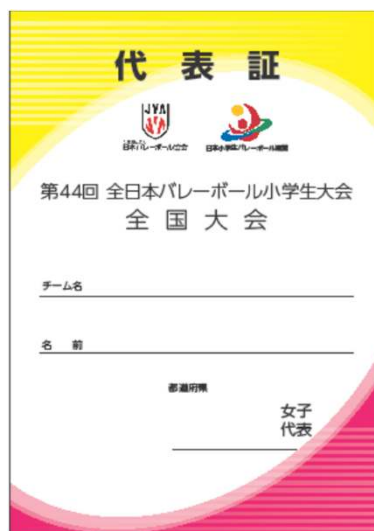 代表証
JVA
日本バレーボール協会
日本小学生バレーボール連盟
第44回 全日本バレーボール小学生大会
全国大会
チーム名
名 前
都道府県
女子
代表